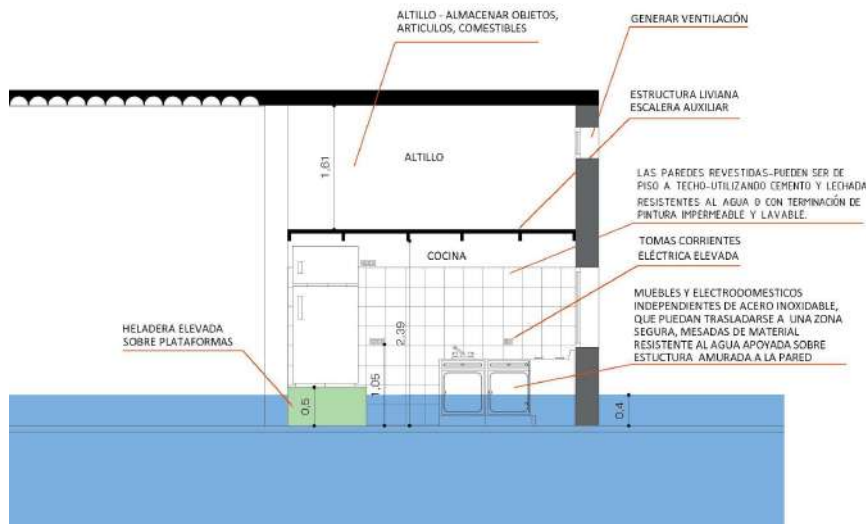 ALTILLO - ALMACENAR OBJETOS,
ARTICULOS, COMESTIBLES
GENERAR VENTILACIÓN
ESTRUCTURA LIVIANA
ESCALERA AUXILIAR
ALTILLO
1,61
LAS PAREDES REVESTIDAS-PUEDEN SER DE
PISO A TECHO-UTILIZANDO CEMENTO Y LECHADA
RESISTENTES AL AGUA O CON TERMINACIÓN DE
PINTURA IMPERMEABLE Y LAVABLE.
COCINA
TOMAS CORRIENTES
ELÉCTRICA ELEVADA
MUEBLES Y ELECTRODOMESTICOS
INDEPENDIENTES DE ACERO INOXIDABLE,
QUE PUEDAN TRASLADARSE A UNA ZONA
SEGURA, MESADAS DE MATERIAL
RESISTENTE AL AGUA APOYADA SOBRE
ESTUCTURA AMURADA A LA PARED
HELADERA ELEVADA
SOBRE PLATAFORMAS
2,39
1,05
0,5
0,4